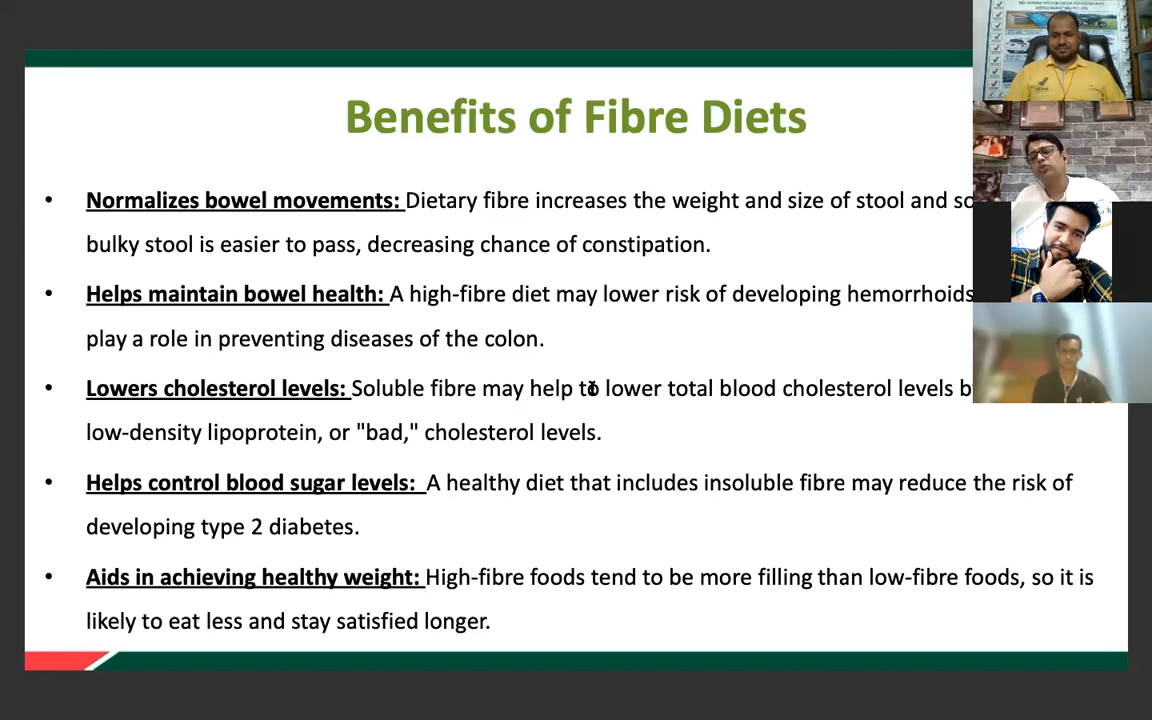 Benefits of Fibre Diets
• Normalizes bowel movements: Dietary fibre increases the weight and size of stool and
bulky stool is easier to pass, decreasing chance of constipation.
• Helps maintain bowel health: A high-fibre diet may lower risk of developing hemorrhoids
play a role in preventing diseases of the colon.
• Lowers cholesterol levels: Soluble fibre may help to lower total blood cholesterol levels
low-density lipoprotein, or "bad," cholesterol levels.
• Helps control blood sugar levels: A healthy diet that includes insoluble fibre may reduce the risk of
developing type 2 diabetes.
• Aids in achieving healthy weight: High-fibre foods tend to be more filling than low-fibre foods, so it is
likely to eat less and stay satisfied longer.